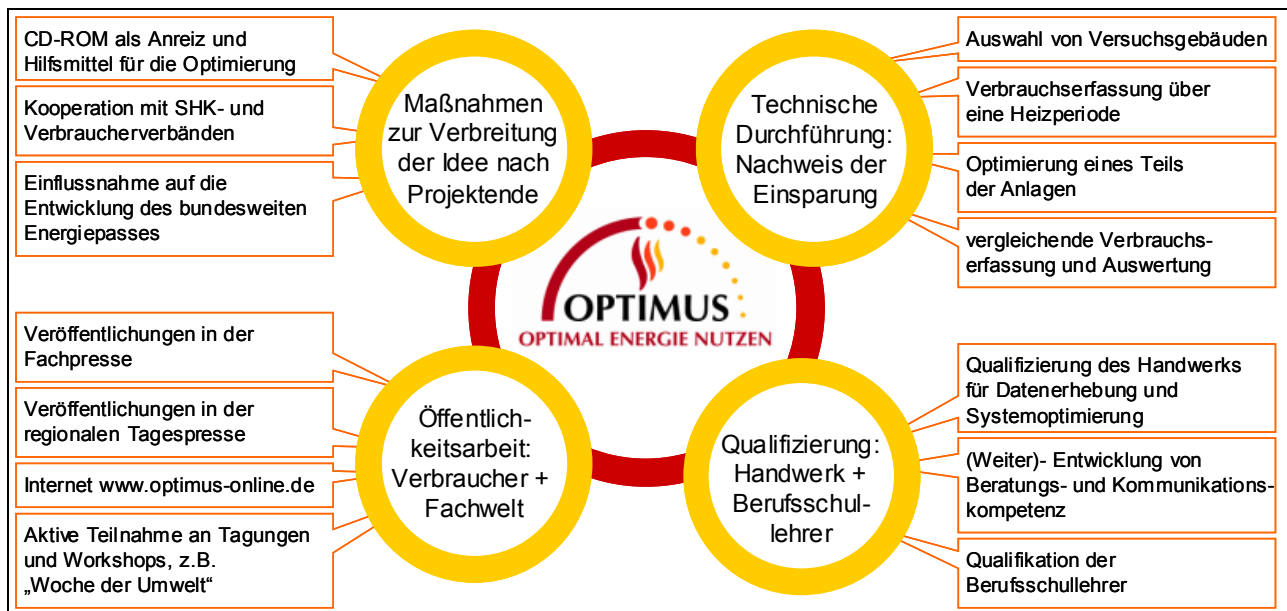 CD-ROM als Anreiz und
Hilfsmittel für die Optimierung
Kooperation mit SHK- und
Verbraucherverbänden
Einflussnahme auf die
Entwicklung des bundesweiten
Energiepasses
Maßnahmen
zur Verbreitung
der Idee nach
Projektende
Technische
Durchführung:
Nachweis der
Einsparung
Auswahl von Versuchsgebäuden
Verbrauchserfassung über
eine Heizperiode
Optimierung eines Teils
der Anlagen
vergleichende Verbrauchs-
erfassung und Auswertung
OPTIMUS
OPTIMAL ENERGIE NUTZEN
Veröffentlichungen in der
Fachpresse
Veröffentlichungen in der
regionalen Tagespresse
Internet www.optimus-online.de
Aktive Teilnahme an Tagungen
und Workshops, z.B.
„Woche der Umwelt“
Öffentlich-
keitsarbeit:
Verbraucher +
Fachwelt
Qualifizierung:
Handwerk +
Berufsschul-
lehrer
Qualifizierung des Handwerks
für Datenerhebung und
Systemoptimierung
(Weiter)- Entwicklung von
Beratungs- und Kommunikations-
kompetenz
Qualifikation der
Berufsschullehrer